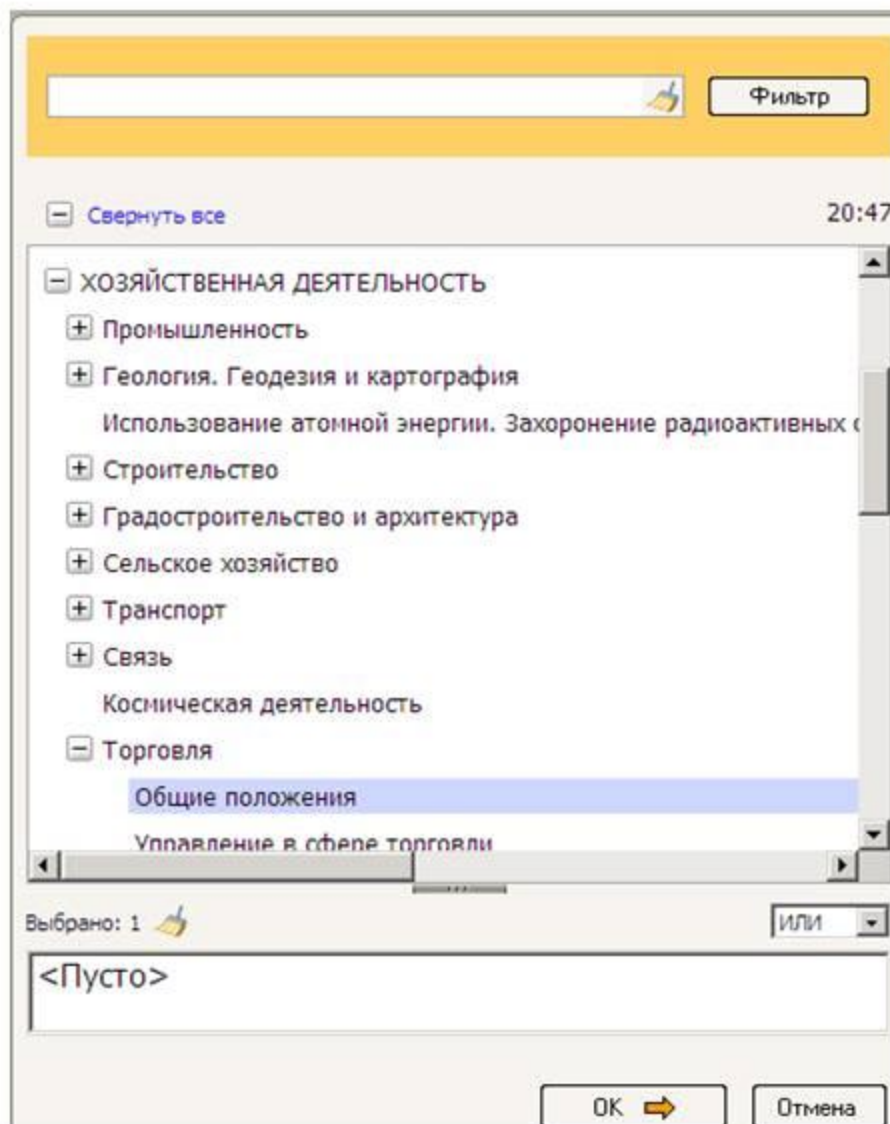 Фильтр
Свернуть все 20:47
ХОЗЯЙСТВЕННАЯ ДЕЯТЕЛЬНОСТЬ
Промышленность
Геология. Геодезия и картография
Использование атомной энергии. Захоронение радиоактивных
Строительство
Градостроительство и архитектура
Сельское хозяйство
Транспорт
Связь
Космическая деятельность
Торговля
Общие положения
Управление в сфере торговли
Выбрано: 1 ИЛИ
<Пусто>
ОК Отмена